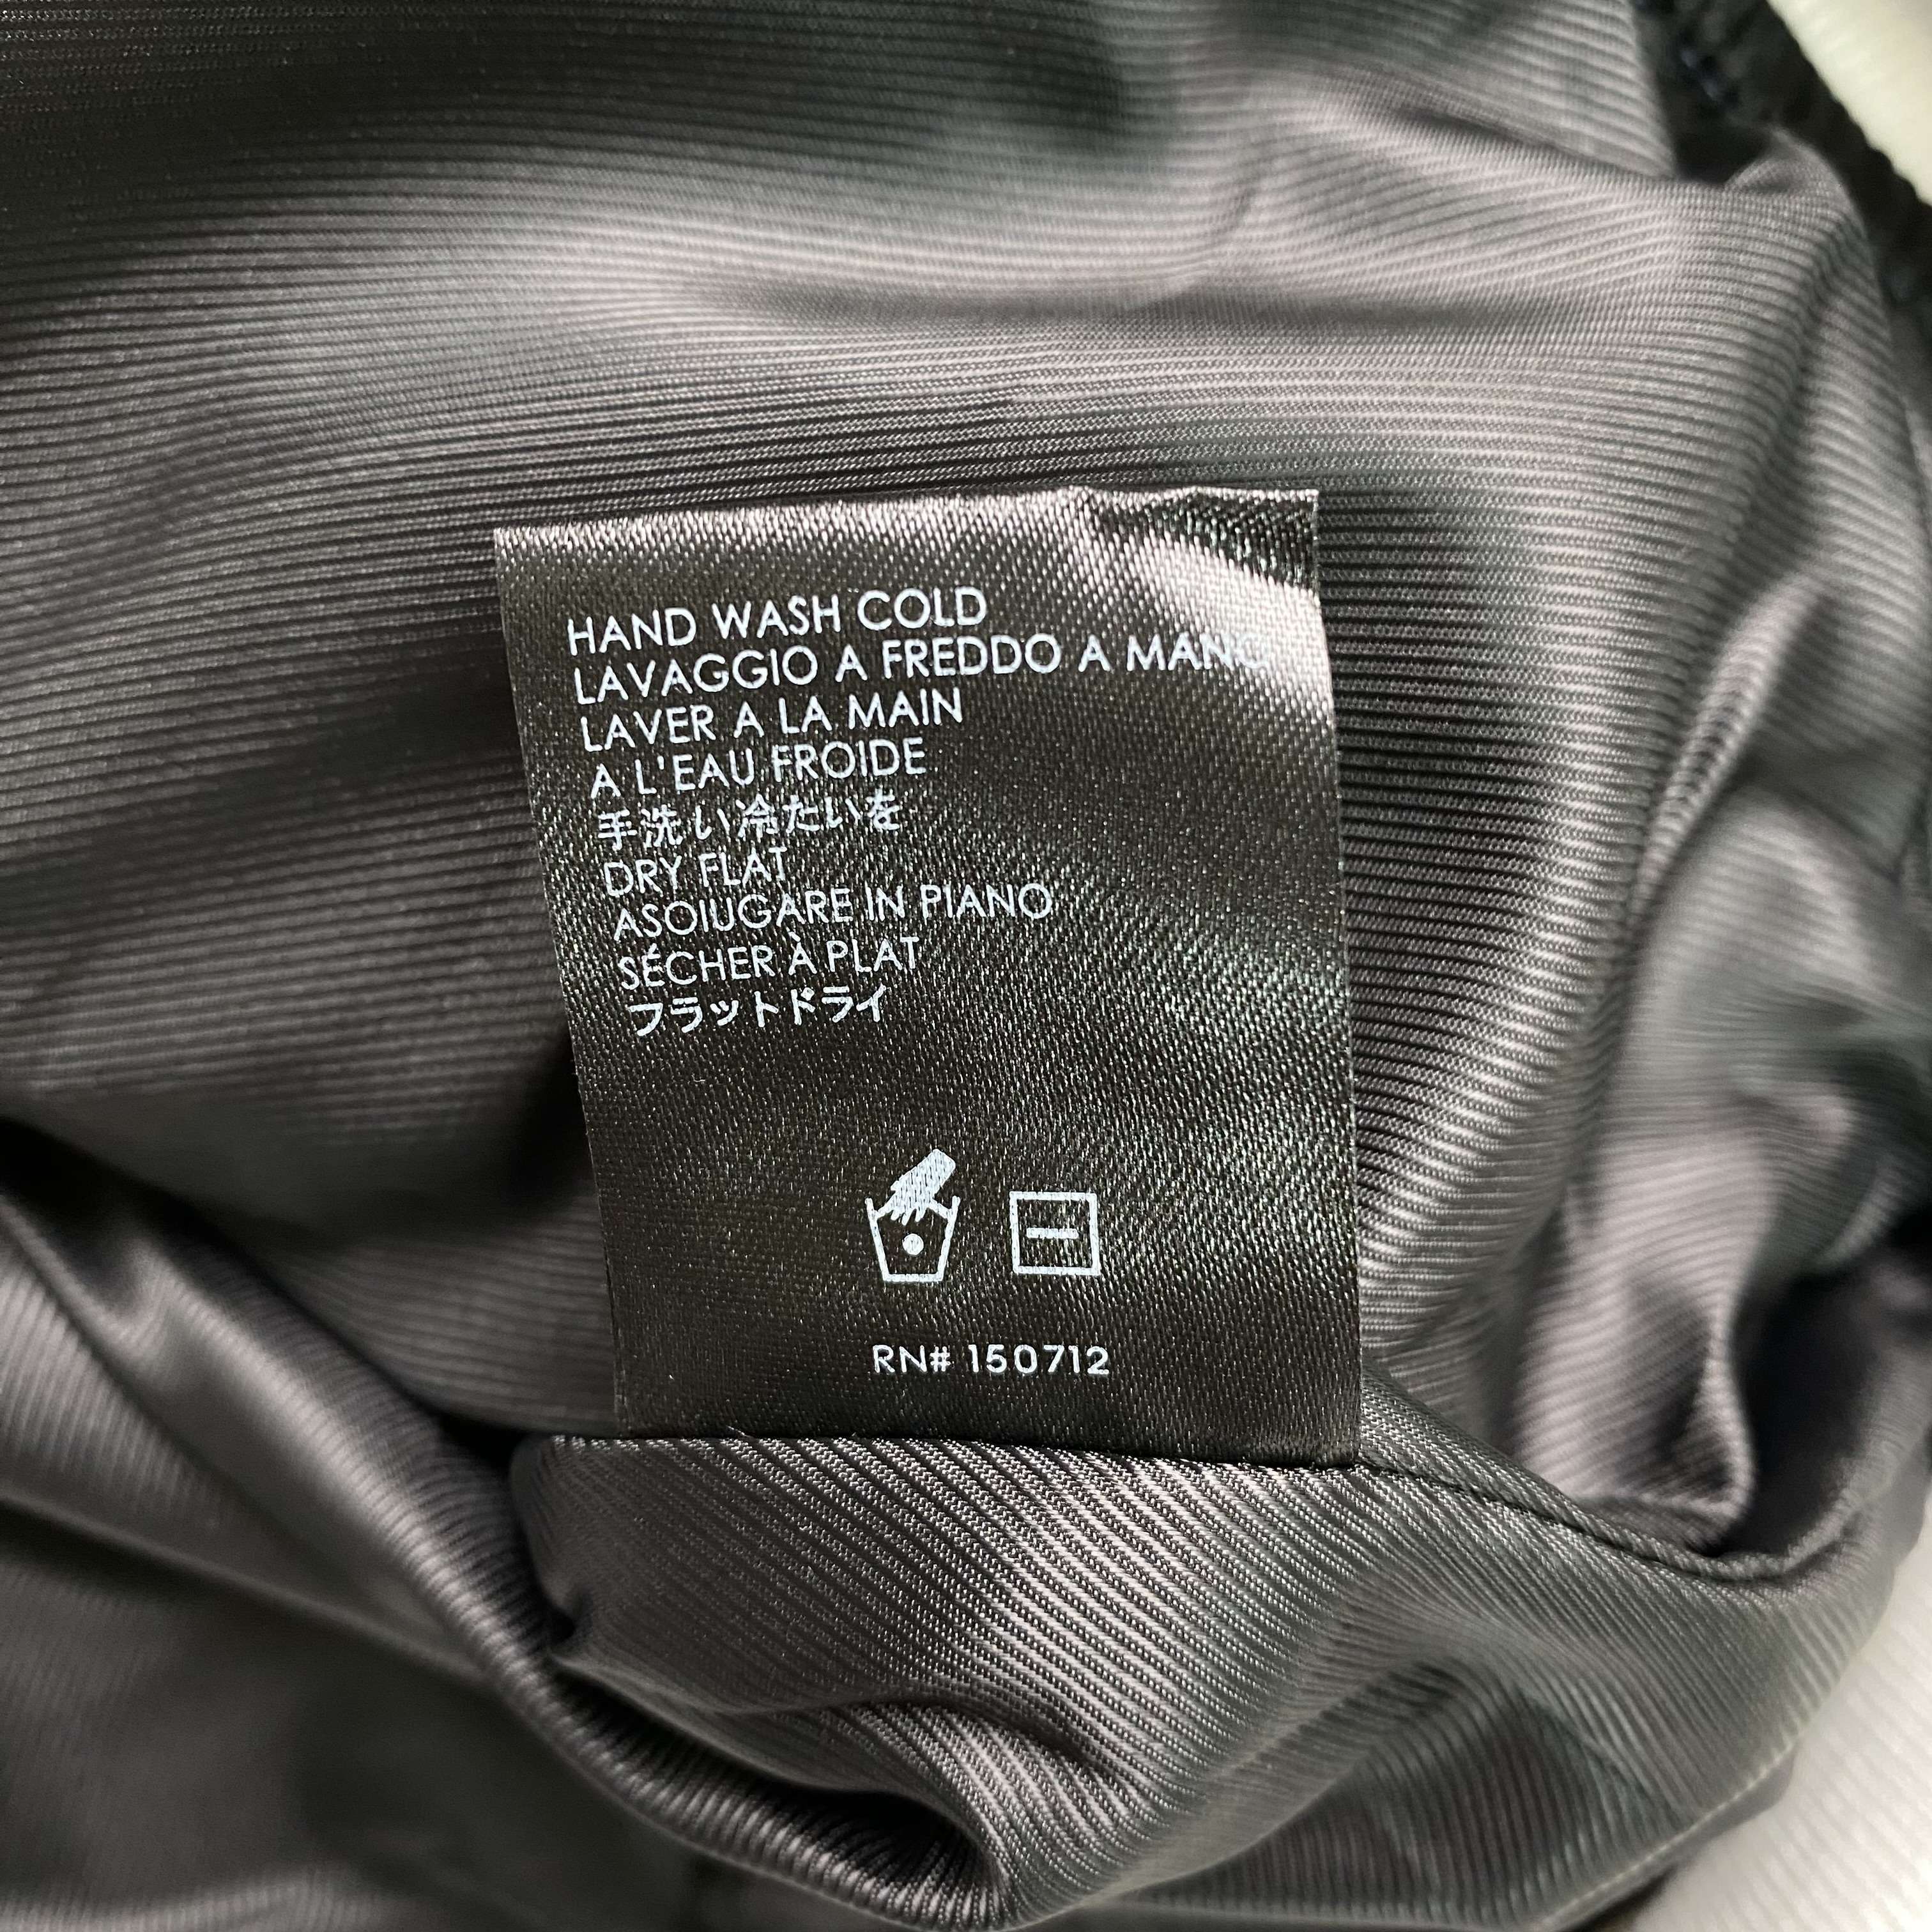 HAND WASH COLD
LAVAGGIO A FREDDO A MANO
LAVER A LA MAIN
A L'EAU FROIDE
手洗い冷たいを
DRY FLAT
ASOIUGARE IN PIANO
SÉCHER À PLAT
フラットドライ
RN# 150712